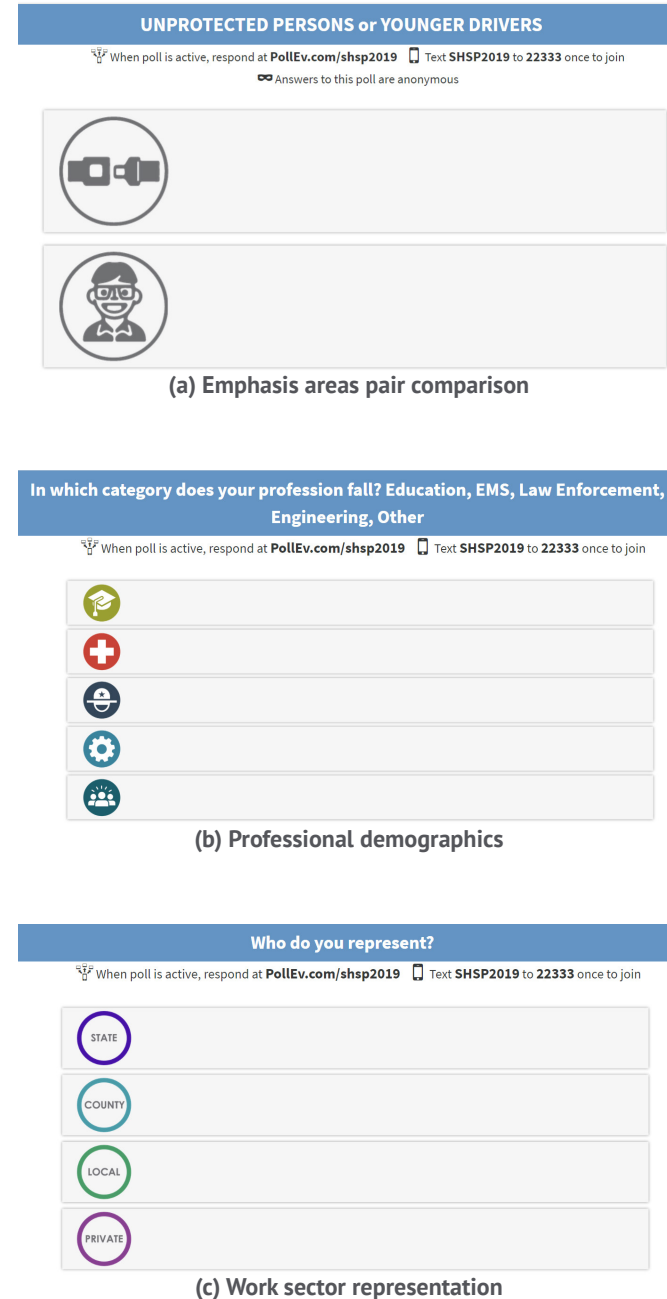 UNPROTECTED PERSONS or YOUNGER DRIVERS
When poll is active, respond at PollEv.com/shsp2019 Text SHSP2019 to 22333 once to join
Answers to this poll are anonymous
(a) Emphasis areas pair comparison
In which category does your profession fall? Education, EMS, Law Enforcement,
Engineering, Other
When poll is active, respond at PollEv.com/shsp2019 Text SHSP2019 to 22333 once to join
(b) Professional demographics
Who do you represent?
When poll is active, respond at PollEv.com/shsp2019 Text SHSP2019 to 22333 once to join
STATE
COUNTY
LOCAL
PRIVATE
(c) Work sector representation